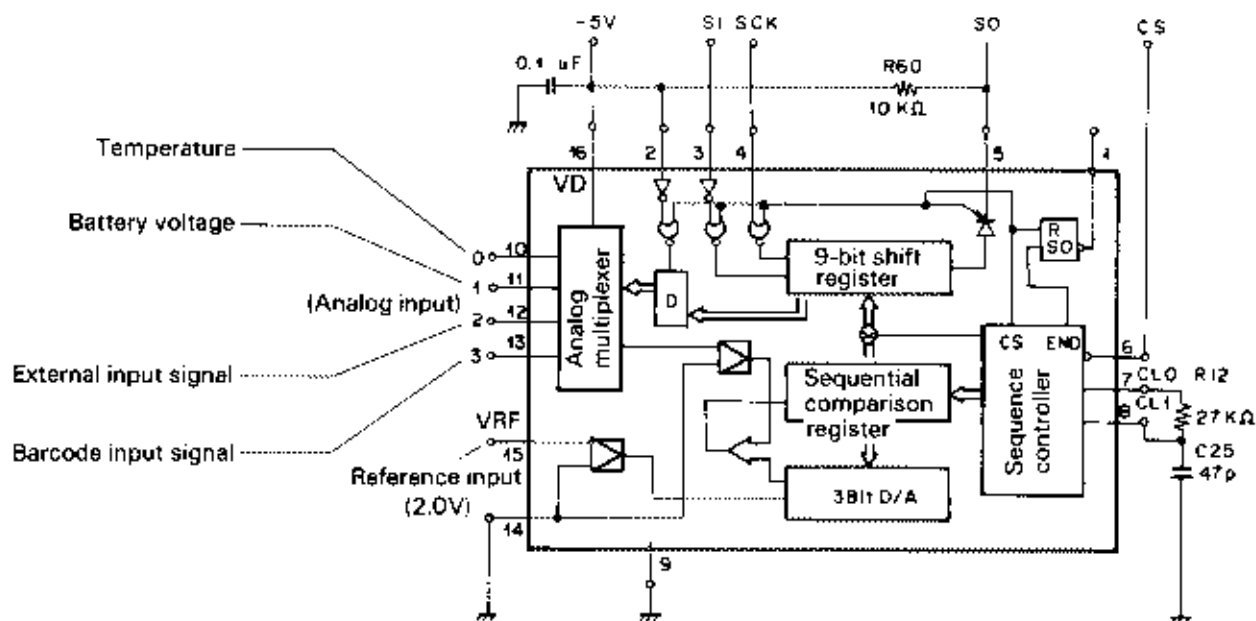 -5V SI SCK SO CS
0.1 uF
R60
10 KΩ
16 2 3 4 5 1
Temperature
VD
Battery voltage
0 10
1 11
(Analog input)
2 12
3 13
Analog multiplexer
D
9-bit shift
register
R
SO
External input signal
CS END
6
Sequential
comparison
register
Sequence controller
7 CL0 R12
8 CL1
27 KΩ
VRF
Barcode input signal
15
C25
47p
Reference input
(2.0V)
3Bit D/A
14
9